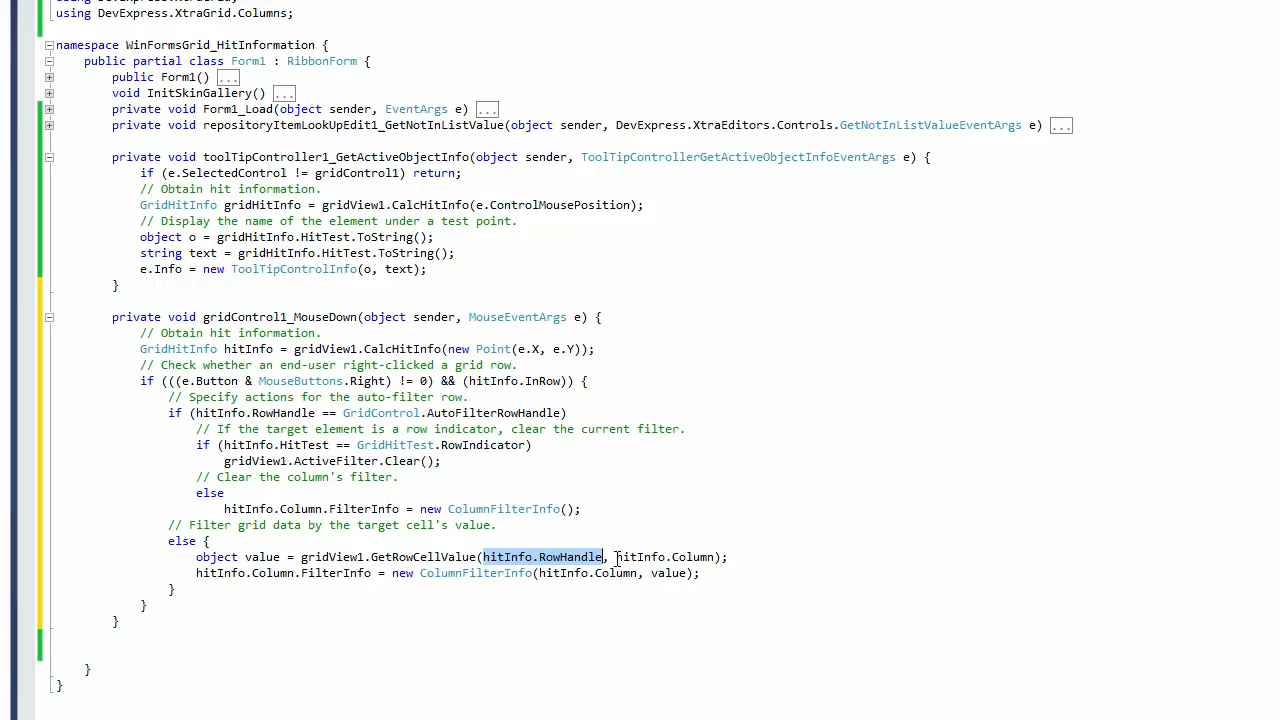 using DevExpress.XtraGrid.Columns;
namespace WinFormsGrid_HitInformation {
public partial class Form1 : RibbonForm {
public Form1() ...
void InitSkinGallery() ...
private void Form1_Load(object sender, EventArgs e) ...
private void repositoryItemLookUpEdit1_GetNotInListValue(object sender, DevExpress.XtraEditors.Controls.GetNotInListValueEventArgs e) ...
private void toolTipController1_GetActiveObjectInfo(object sender, ToolTipControllerGetActiveObjectInfoEventArgs e) {
if (e.SelectedControl != gridControl1) return;
// Obtain hit information.
GridHitInfo gridHitInfo = gridView1.CalcHitInfo(e.ControlMousePosition);
// Display the name of the element under a test point.
object o = gridHitInfo.HitTest.ToString();
string text = gridHitInfo.HitTest.ToString();
e.Info = new ToolTipControlInfo(o, text);
}
private void gridControl1_MouseDown(object sender, MouseEventArgs e) {
// Obtain hit information.
GridHitInfo hitInfo = gridView1.CalcHitInfo(new Point(e.X, e.Y));
// Check whether an end-user right-clicked a grid row.
if (((e.Button & MouseButtons.Right) != 0) && (hitInfo.InRow)) {
// Specify actions for the auto-filter row.
if (hitInfo.RowHandle == GridControl.AutoFilterRowHandle)
// If the target element is a row indicator, clear the current filter.
if (hitInfo.HitTest == GridHitTest.RowIndicator)
gridView1.ActiveFilter.Clear();
// Clear the column's filter.
else
hitInfo.Column.FilterInfo = new ColumnFilterInfo();
// Filter grid data by the target cell's value.
else {
object value = gridView1.GetRowCellValue(hitInfo.RowHandle, hitInfo.Column);
hitInfo.Column.FilterInfo = new ColumnFilterInfo(hitInfo.Column, value);
}
}
}
}
}